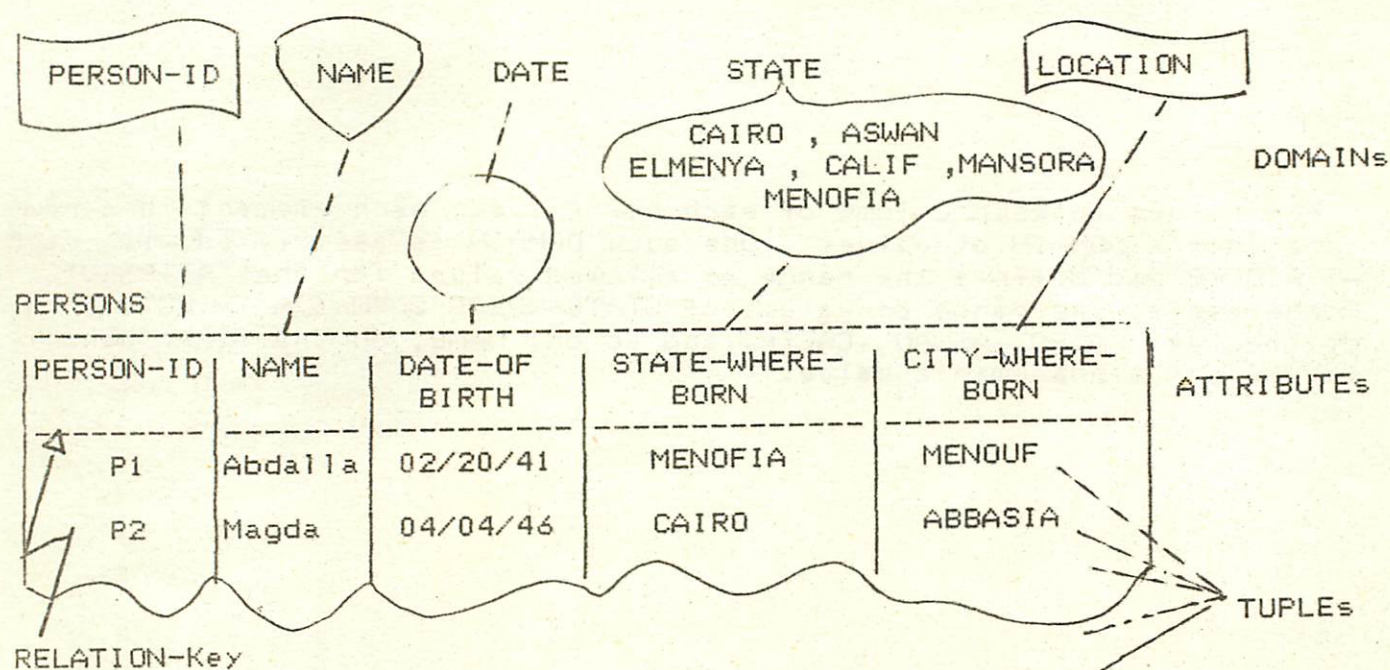 PERSON-ID NAME DATE STATE LOCATION
CAIRO , ASWAN
ELMENYA , CALIF ,MANSORA
MENOFIA
DOMAINs
PERSONS
PERSON-ID NAME DATE-OF STATE-WHERE- CITY-WHERE-
BIRTH BORN BORN
ATTRIBUTEs
P1 Abdalla 02/20/41 MENOFIA MENOUF
P2 Magda 04/04/46 CAIRO ABBASIA
TUPLEs
RELATION-Key